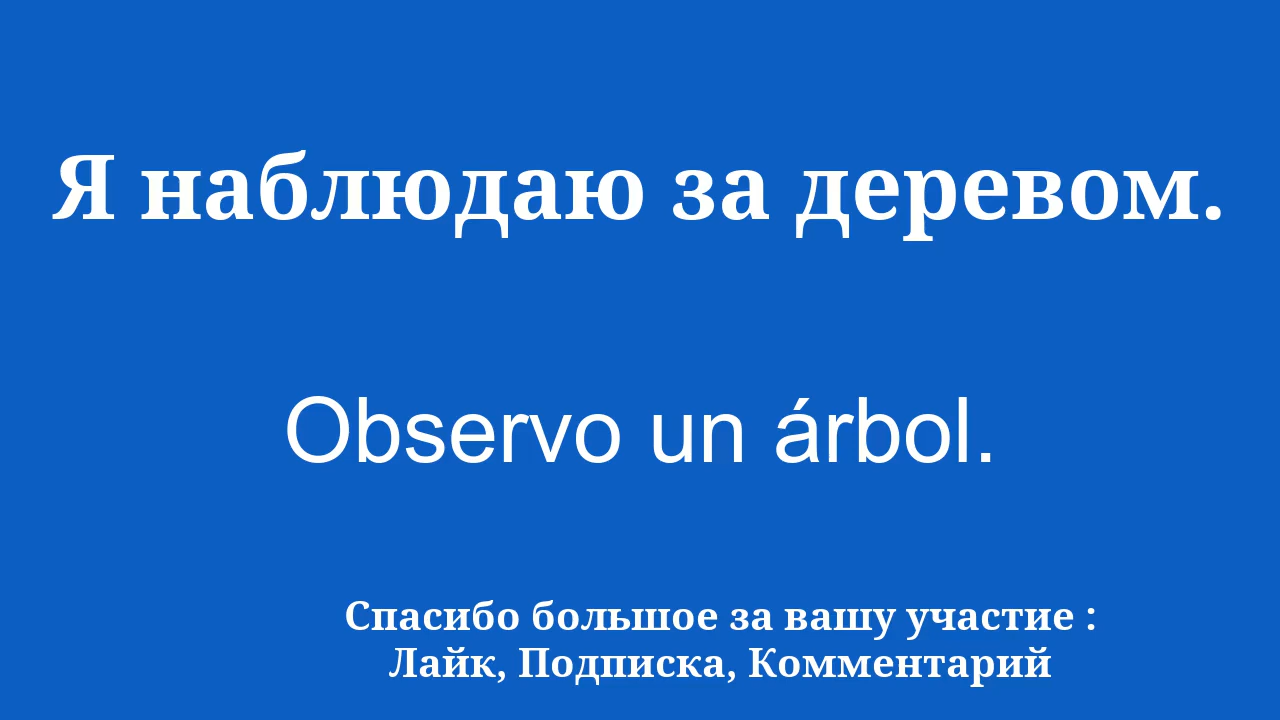 Я наблюдаю за деревом.
Observo un árbol.
Спасибо большое за вашу участие :
Лайк, Подписка, Комментарий